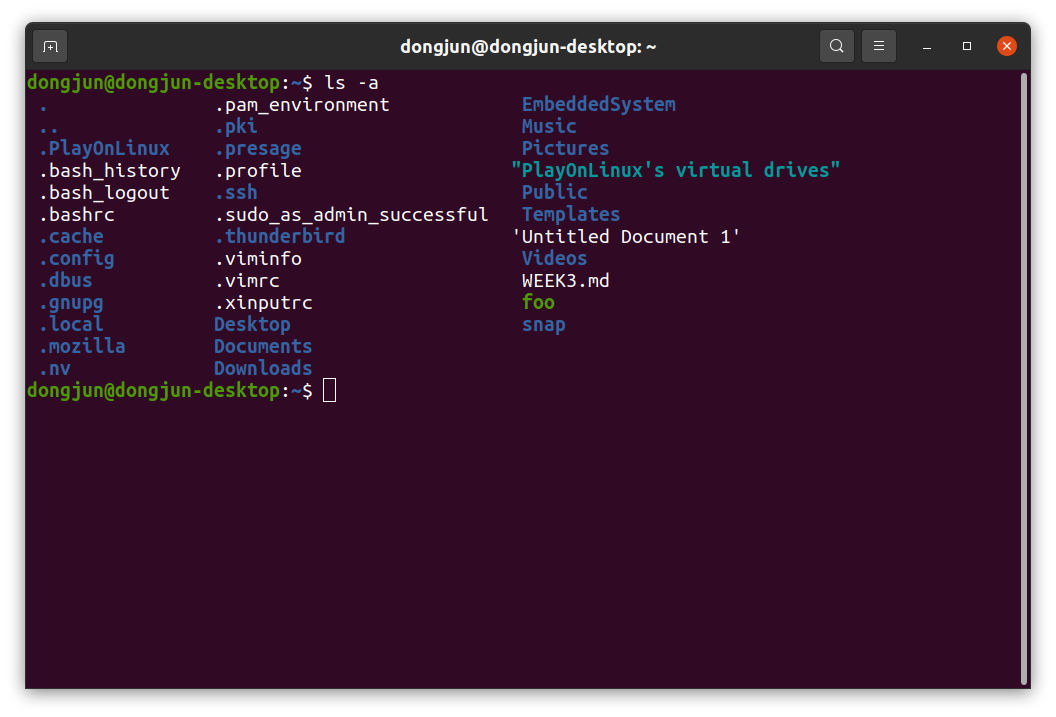 dongjun@dongjun-desktop: ~
dongjun@dongjun-desktop:~$ ls -a
. .pam_environment EmbeddedSystem
.. .pki Music
.PlayOnLinux .presage Pictures
.bash_history .profile "PlayOnLinux's virtual drives"
.bash_logout .ssh Public
.bashrc .sudo_as_admin_successful Templates
.cache .thunderbird 'Untitled Document 1'
.config .viminfo Videos
.dbus .vimrc WEEK3.md
.gnupg .xinputrc foo
.local Desktop snap
.mozilla Documents
.nv Downloads
dongjun@dongjun-desktop:~$